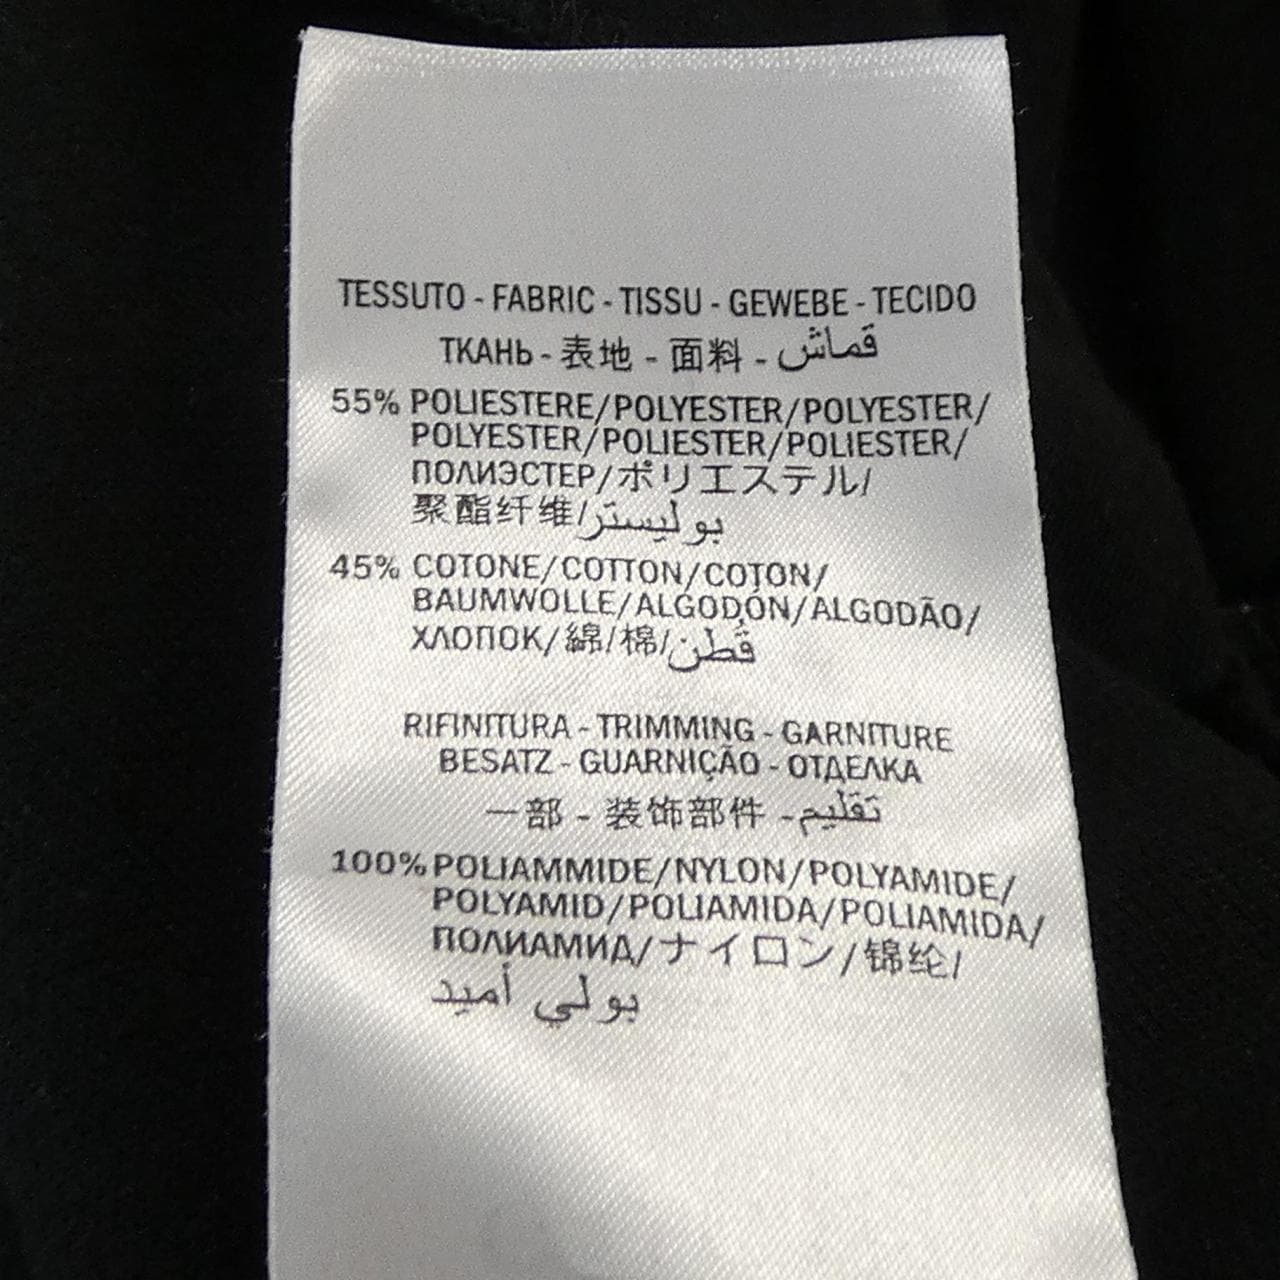 TESSUTO - FABRIC - TISSU - GEWEBE - TECIDO
ТКАНЬ - 表地 - 面料 - قماش
55% POLIESTERE/POLYESTER/POLYESTER/
POLYESTER/POLIESTER/POLIESTER/
ПОЛИЭСТЕР/ポリエステル/
聚酯纤维/بوليستر
45% COTONE/COTTON/COTON/
BAUMWOLLE/ALGODÓN/ALGODÃO/
ХЛОПОК/綿/棉/قطن
RIFINITURA - TRIMMING - GARNITURE
BESATZ - GUARNIÇÃO - ОТДЕЛКА
一部 - 装饰部件 - تقليم
100% POLIAMMIDE/NYLON/POLYAMIDE/
POLYAMID/POLIAMIDA/POLIAMIDA/
ПОЛИАМИД/ナイロン/锦纶/
بولي أميد